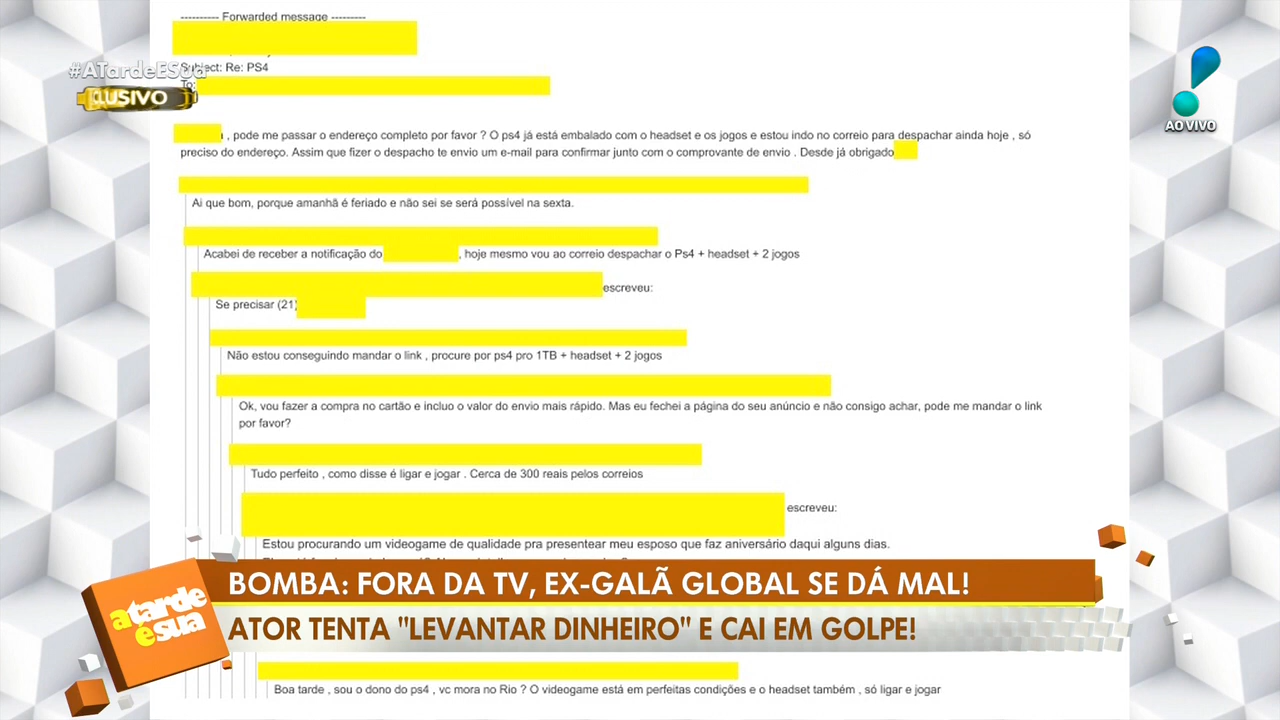 ---------- Forwarded message ---------
Subject: Re: PS4
#ATardeESua
To:
LUSIVO
AO VIVO
, pode me passar o endereço completo por favor ? O ps4 já está embalado com o headset e os jogos e estou indo no correio para despachar ainda hoje , só
preciso do endereço. Assim que fizer o despacho te envio um e-mail para confirmar junto com o comprovante de envio . Desde já obrigado
Ai que bom, porque amanhã é feriado e não sei se será possível na sexta.
Acabei de receber a notificação do , hoje mesmo vou ao correio despachar o Ps4 + headset + 2 jogos
escreveu:
Se precisar (21)
Não estou conseguindo mandar o link , procure por ps4 pro 1TB + headset + 2 jogos
Ok, vou fazer a compra no cartão e incluo o valor do envio mais rápido. Mas eu fechei a página do seu anúncio e não consigo achar, pode me mandar o link
por favor?
Tudo perfeito , como disse é ligar e jogar . Cerca de 300 reais pelos correios
escreveu:
Estou procurando um videogame de qualidade pra presentear meu esposo que faz aniversário daqui alguns dias.
BOMBA: FORA DA TV, EX-GALÃ GLOBAL SE DÁ MAL!
a tarde
é sua
ATOR TENTA "LEVANTAR DINHEIRO" E CAI EM GOLPE!
Boa tarde , sou o dono do ps4 , vc mora no Rio ? O videogame está em perfeitas condições e o headset também , só ligar e jogar